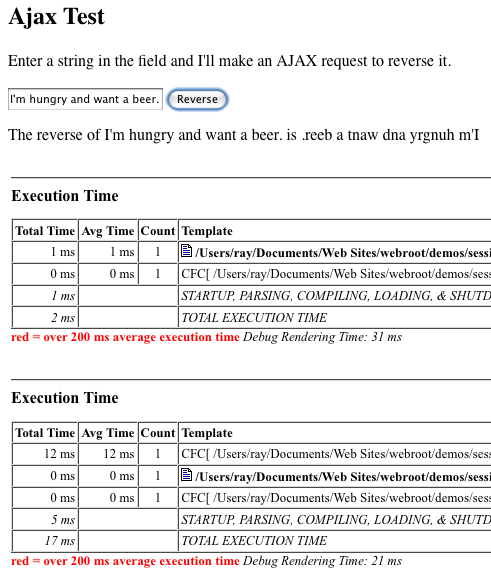 Ajax Test
Enter a string in the field and I'll make an AJAX request to reverse it.
I'm hungry and want a beer. Reverse
The reverse of I'm hungry and want a beer. is .reeb a tnaw dna yrgnuh m'I
Execution Time
Total Time Avg Time Count Template
1 ms 1 ms 1 /Users/ray/Documents/Web Sites/webroot/demos/sessi
0 ms 0 ms 1 CFC[ /Users/ray/Documents/Web Sites/webroot/demos/sessi
1 ms STARTUP, PARSING, COMPILING, LOADING, & SHUTD
2 ms TOTAL EXECUTION TIME
red = over 200 ms average execution time Debug Rendering Time: 31 ms
Execution Time
Total Time Avg Time Count Template
12 ms 12 ms 1 CFC[ /Users/ray/Documents/Web Sites/webroot/demos/sessi
0 ms 0 ms 1 /Users/ray/Documents/Web Sites/webroot/demos/sessi
0 ms 0 ms 1 CFC[ /Users/ray/Documents/Web Sites/webroot/demos/sessi
5 ms STARTUP, PARSING, COMPILING, LOADING, & SHUTD
17 ms TOTAL EXECUTION TIME
red = over 200 ms average execution time Debug Rendering Time: 21 ms